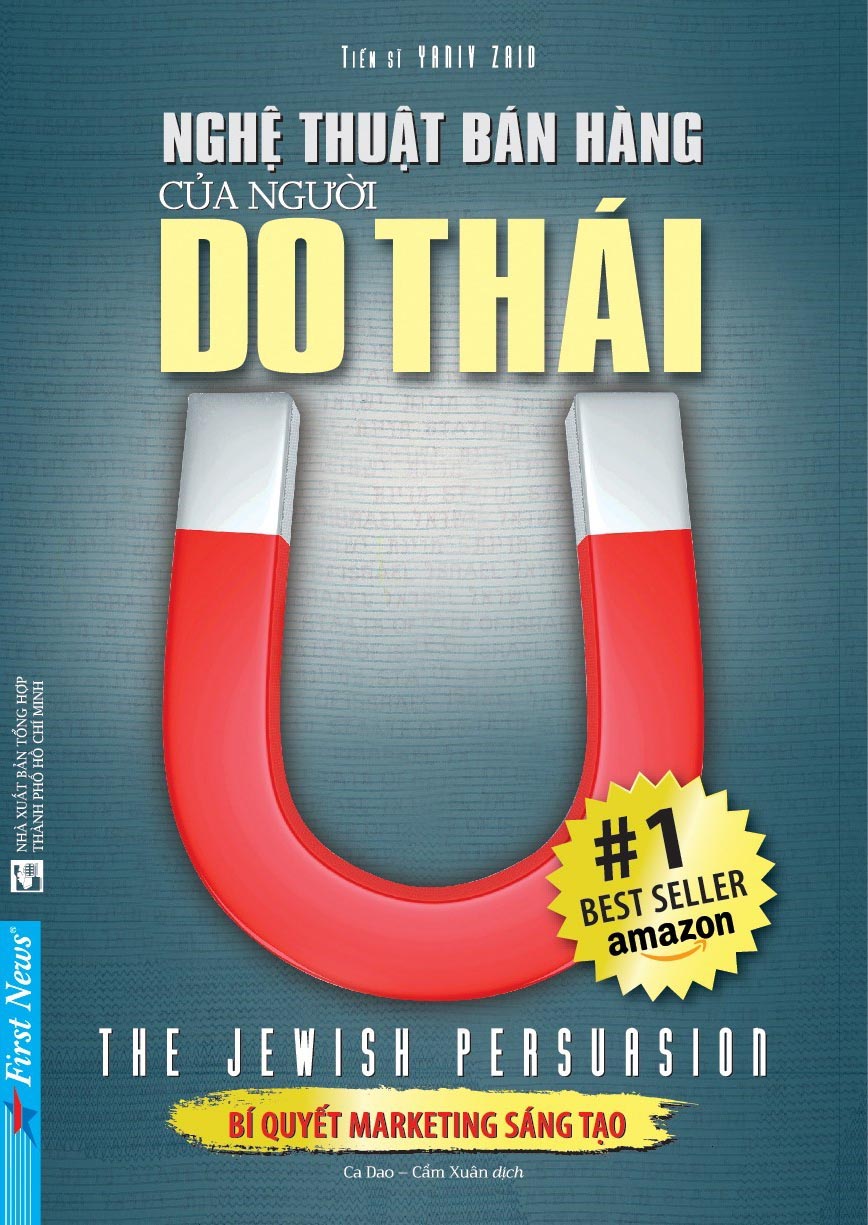 Tiến sĩ YANIV ZAID
NGHỆ THUẬT BÁN HÀNG
CỦA NGƯỜI
DO THÁI
NHÀ XUẤT BẢN TỔNG HỢP
THÀNH PHỐ HỒ CHÍ MINH
#1
BEST SELLER
amazon
First News®
THE JEWISH PERSUASION
BÍ QUYẾT MARKETING SÁNG TẠO
Ca Dao – Cẩm Xuân dịch